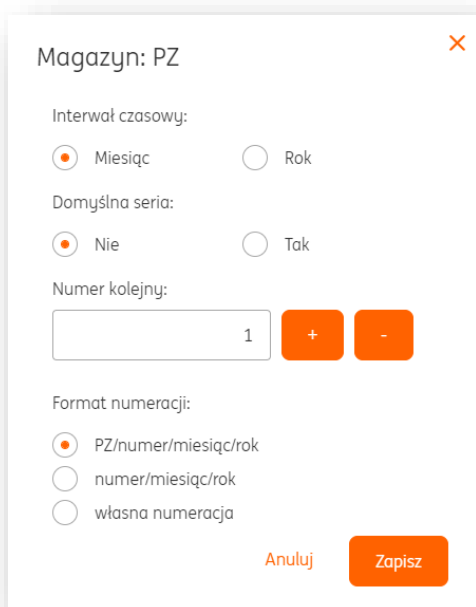 Magazyn: PZ
Interwał czasowy:
Miesiąc Rok
Domyślna seria:
Nie Tak
Numer kolejny:
1 + -
Format numeracji:
PZ/numer/miesiąc/rok
numer/miesiąc/rok
własna numeracja
Anuluj Zapisz